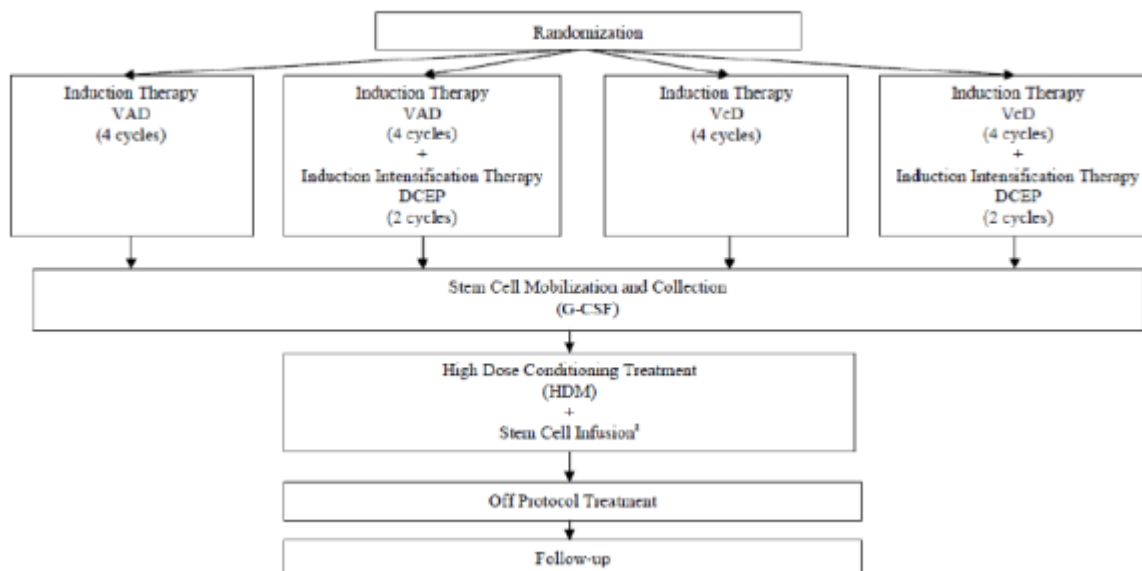 Randomization
Induction Therapy
VAD
(4 cycles)
Induction Therapy
VAD
(4 cycles)
+
Induction Intensification Therapy
DCEP
(2 cycles)
Induction Therapy
VcD
(4 cycles)
Induction Therapy
VcD
(4 cycles)
+
Induction Intensification Therapy
DCEP
(2 cycles)
Stem Cell Mobilization and Collection
(G-CSF)
High Dose Conditioning Treatment
(HDM)
+
Stem Cell Infusion
Off Protocol Treatment
Follow-up